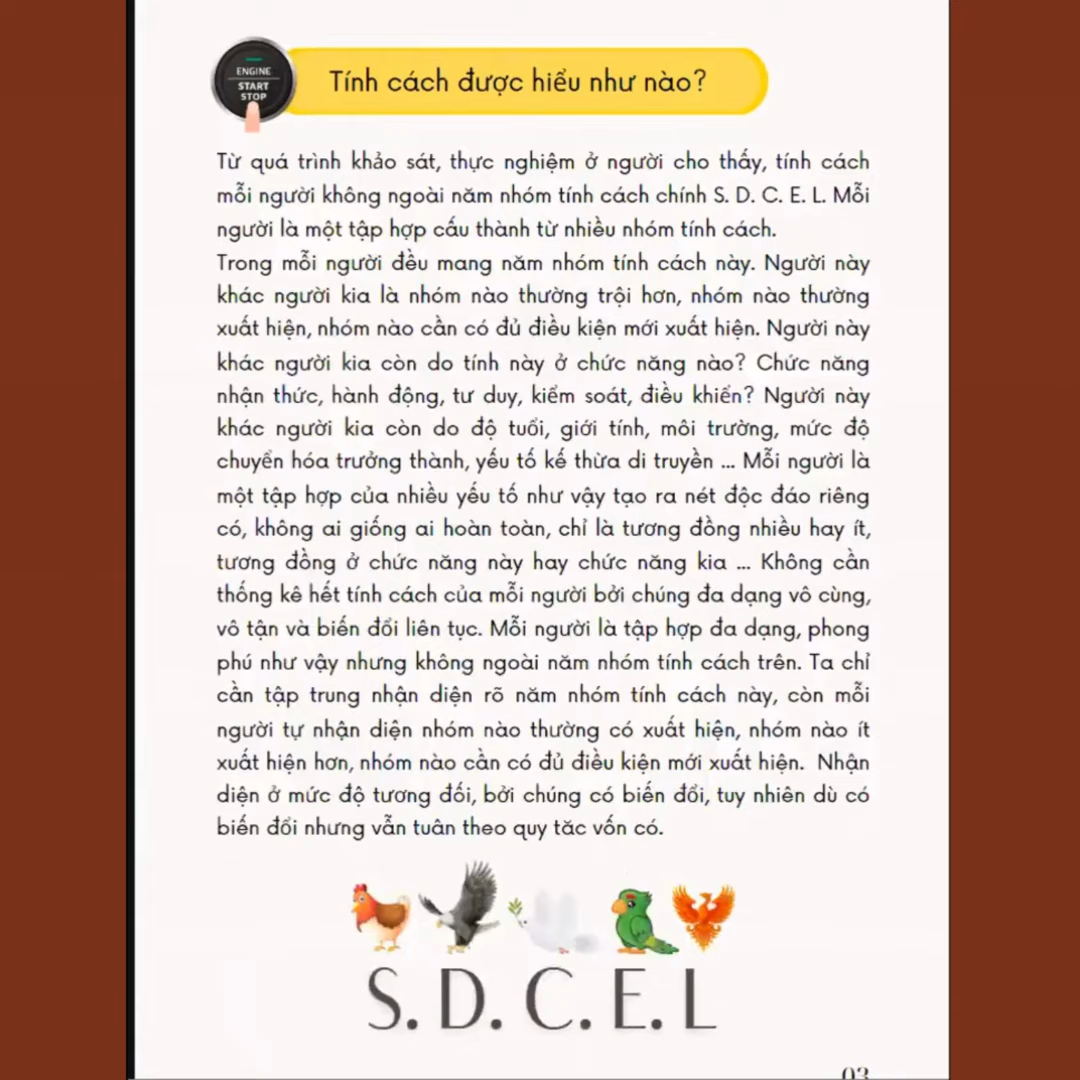 ENGINE
START
STOP
Tính cách được hiểu như nào?
Từ quá trình khảo sát, thực nghiệm ở người cho thấy, tính cách
mỗi người không ngoài năm nhóm tính cách chính S. D. C. E. L. Mỗi
người là một tập hợp cấu thành từ nhiều nhóm tính cách.
Trong mỗi người đều mang năm nhóm tính cách này. Người này
khác người kia là nhóm nào thường trội hơn, nhóm nào thường
xuất hiện, nhóm nào cần có đủ điều kiện mới xuất hiện. Người này
khác người kia còn do tính này ở chức năng nào? Chức năng
nhận thức, hành động, tư duy, kiểm soát, điều khiển? Người này
khác người kia còn do độ tuổi, giới tính, môi trường, mức độ
chuyển hóa trưởng thành, yếu tố kế thừa di truyền ... Mỗi người là
một tập hợp của nhiều yếu tố như vậy tạo ra nét độc đáo riêng
có, không ai giống ai hoàn toàn, chỉ là tương đồng nhiều hay ít,
tương đồng ở chức năng này hay chức năng kia ... Không cần
thống kê hết tính cách của mỗi người bởi chúng đa dạng vô cùng,
vô tận và biến đổi liên tục. Mỗi người là tập hợp đa dạng, phong
phú như vậy nhưng không ngoài năm nhóm tính cách trên. Ta chỉ
cần tập trung nhận diện rõ năm nhóm tính cách này, còn mỗi
người tự nhận diện nhóm nào thường có xuất hiện, nhóm nào ít
xuất hiện hơn, nhóm nào cần có đủ điều kiện mới xuất hiện. Nhận
diện ở mức độ tương đối, bởi chúng có biến đổi, tuy nhiên dù có
biến đổi nhưng vẫn tuân theo quy tăc vốn có.
S. D. C. E. L
03